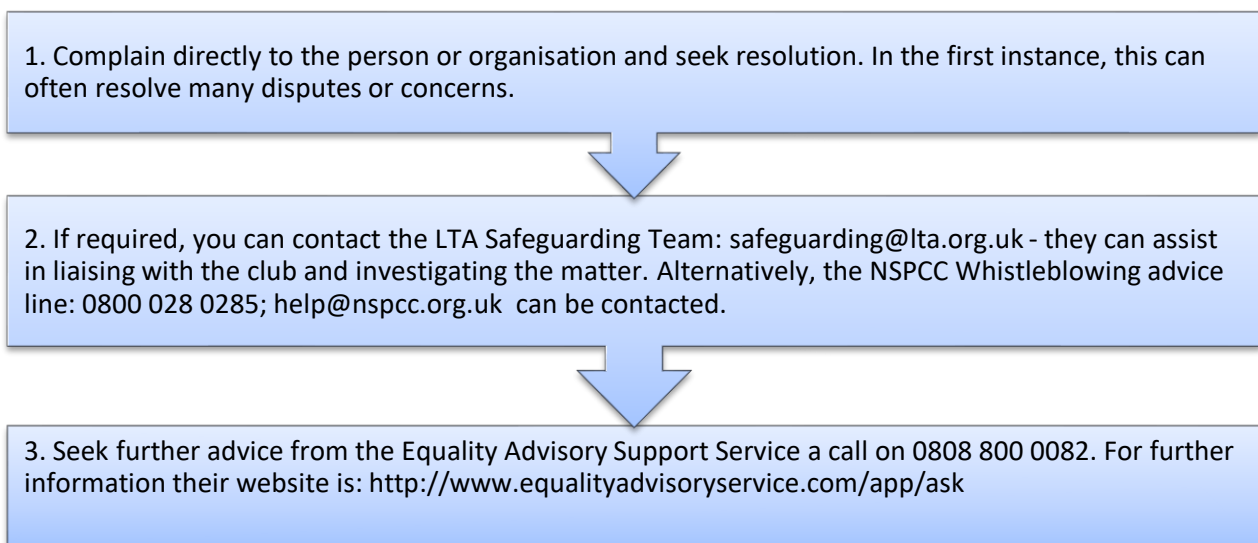 1. Complain directly to the person or organisation and seek resolution. In the first instance, this can
often resolve many disputes or concerns.
2. If required, you can contact the LTA Safeguarding Team: safeguarding@lta.org.uk - they can assist
in liaising with the club and investigating the matter. Alternatively, the NSPCC Whistleblowing advice
line: 0800 028 0285; help@nspcc.org.uk  can be contacted.
3. Seek further advice from the Equality Advisory Support Service a call on 0808 800 0082. For further
information their website is: http://www.equalityadvisoryservice.com/app/ask